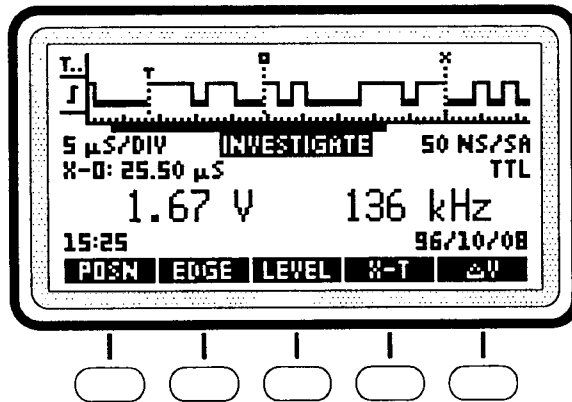 T..
T
O
X
5 µS/DIV INVESTIGATE 50 NS/SA
X-O: 25.50 µS TTL
1.67 V 136 kHz
15:25 96/10/08
POSN EDGE LEVEL X-T △V